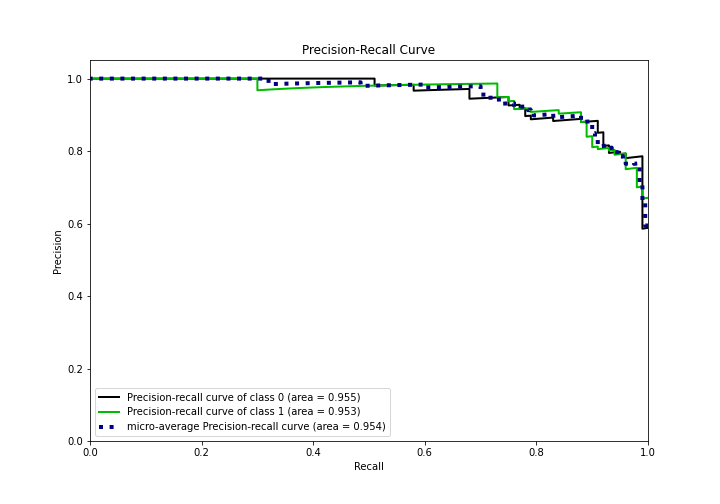 Precision-Recall Curve
1.0
0.8
0.6
0.4
0.2
0.0
Precision
Precision-recall curve of class 0 (area = 0.955)
Precision-recall curve of class 1 (area = 0.953)
micro-average Precision-recall curve (area = 0.954)
0.0 0.2 0.4 0.6 0.8 1.0
Recall